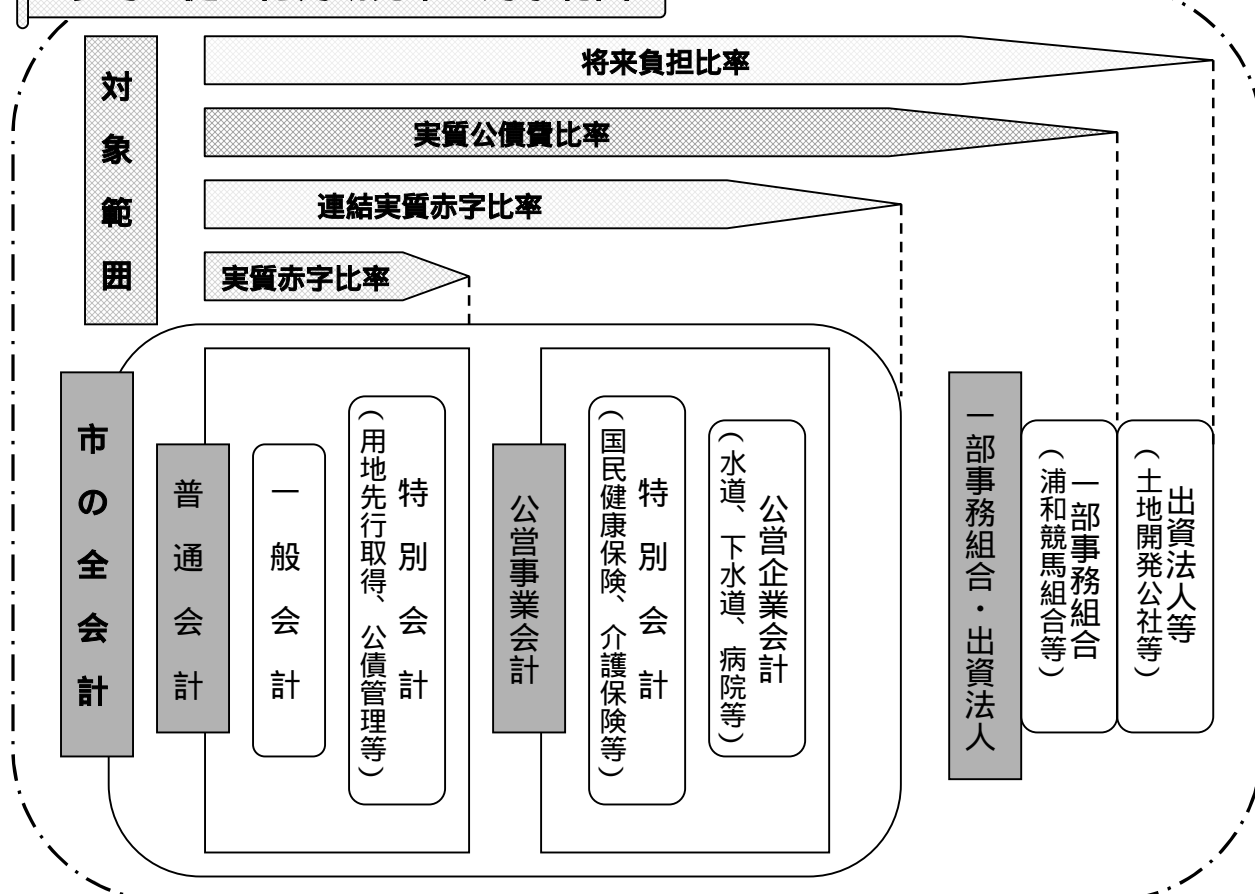 対象範囲
将来負担比率
実質公債費比率
連結実質赤字比率
実質赤字比率
市の全会計
普通会計
一般会計
特別会計
(用地先行取得、公債管理等)
公営事業会計
特別会計
(国民健康保険、介護保険等)
公営企業会計
(水道、下水道、病院等)
一部事務組合・出資法人
一部事務組合
(浦和競馬組合等)
出資法人等
(土地開発公社等)